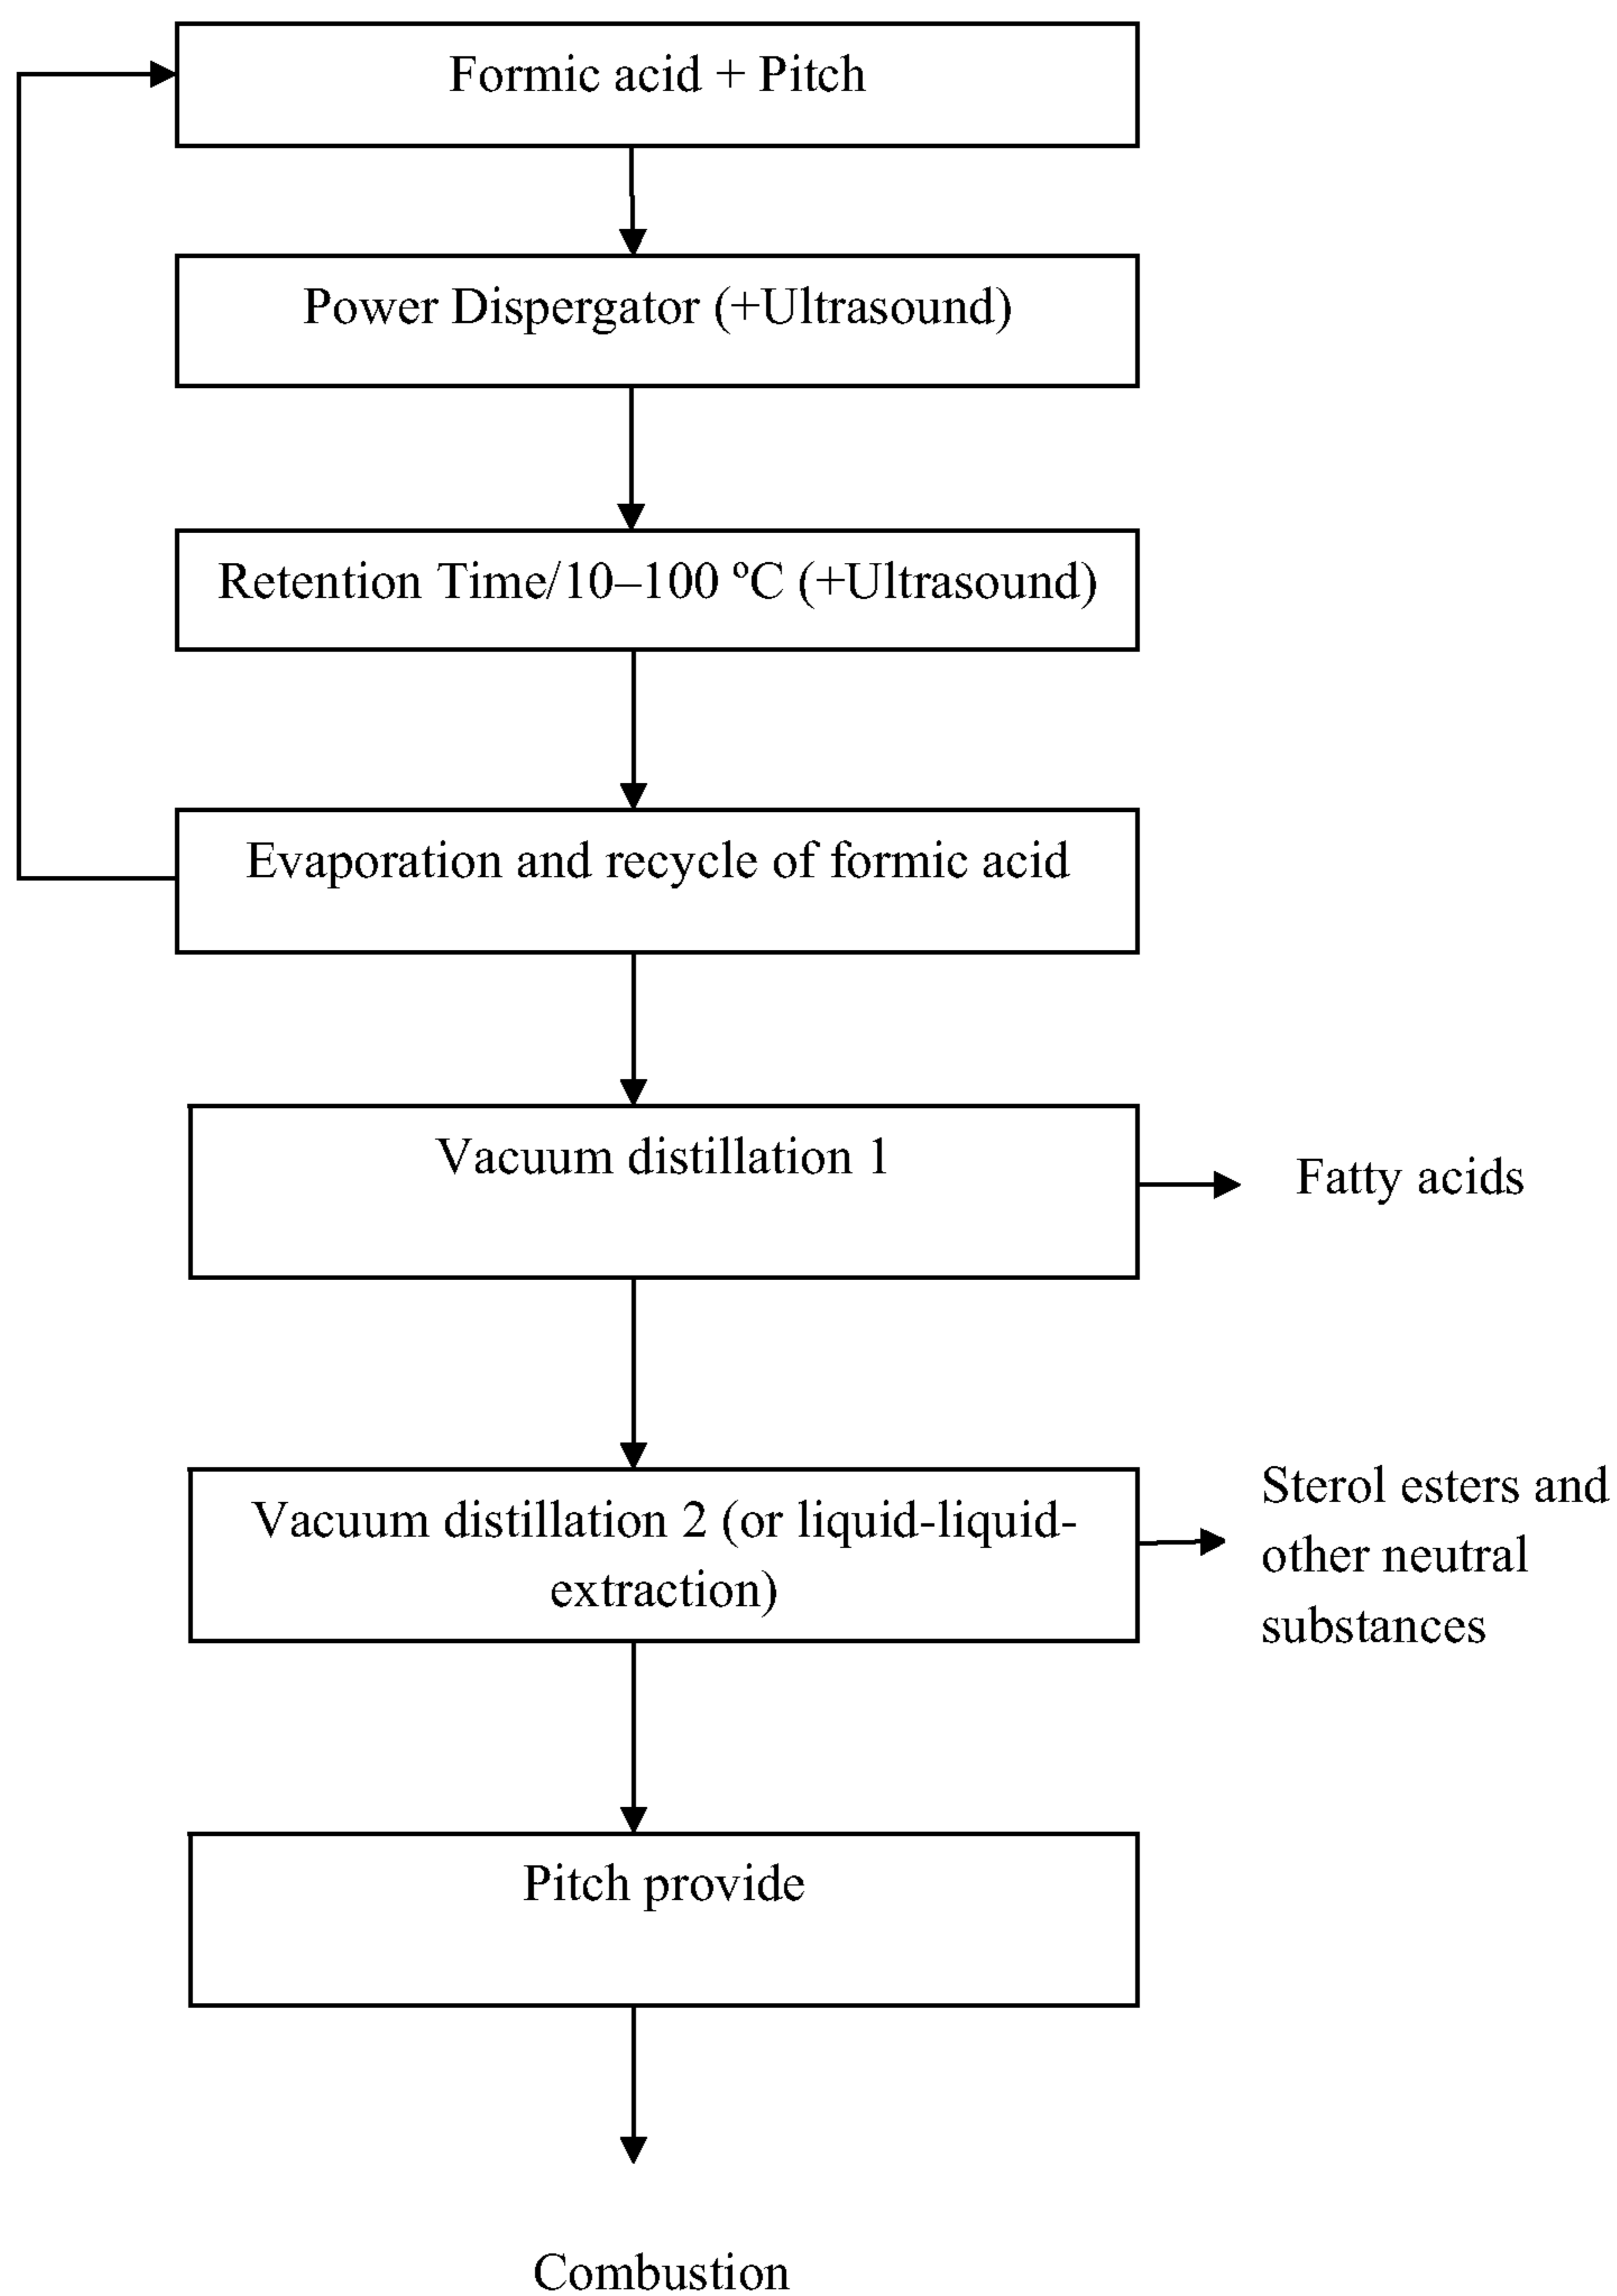 Formic acid + Pitch
Power Dispergator (+Ultrasound)
Retention Time/10–100 ºC (+Ultrasound)
Evaporation and recycle of formic acid
Vacuum distillation 1
Fatty acids
Vacuum distillation 2 (or liquid-liquid-
extraction)
Sterol esters and
other neutral
substances
Pitch provide
Combustion